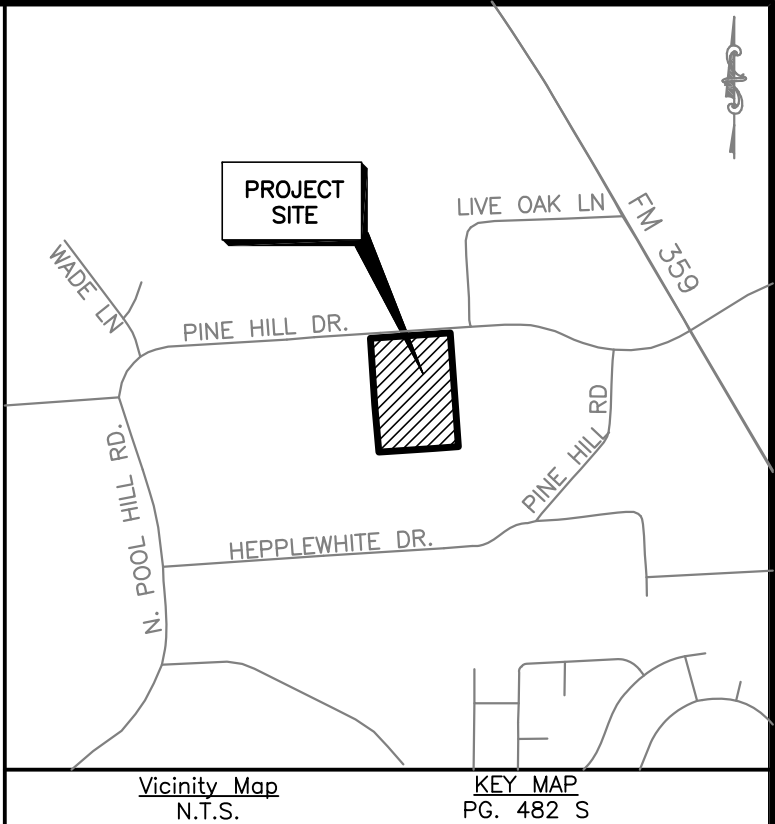 PROJECT
SITE
LIVE OAK LN
FM 359
WADE LN
PINE HILL DR.
PINE HILL RD
N. POOL HILL RD.
HEPPLEWHITE DR.
Vicinity Map
N.T.S.
KEY MAP
PG. 482 S